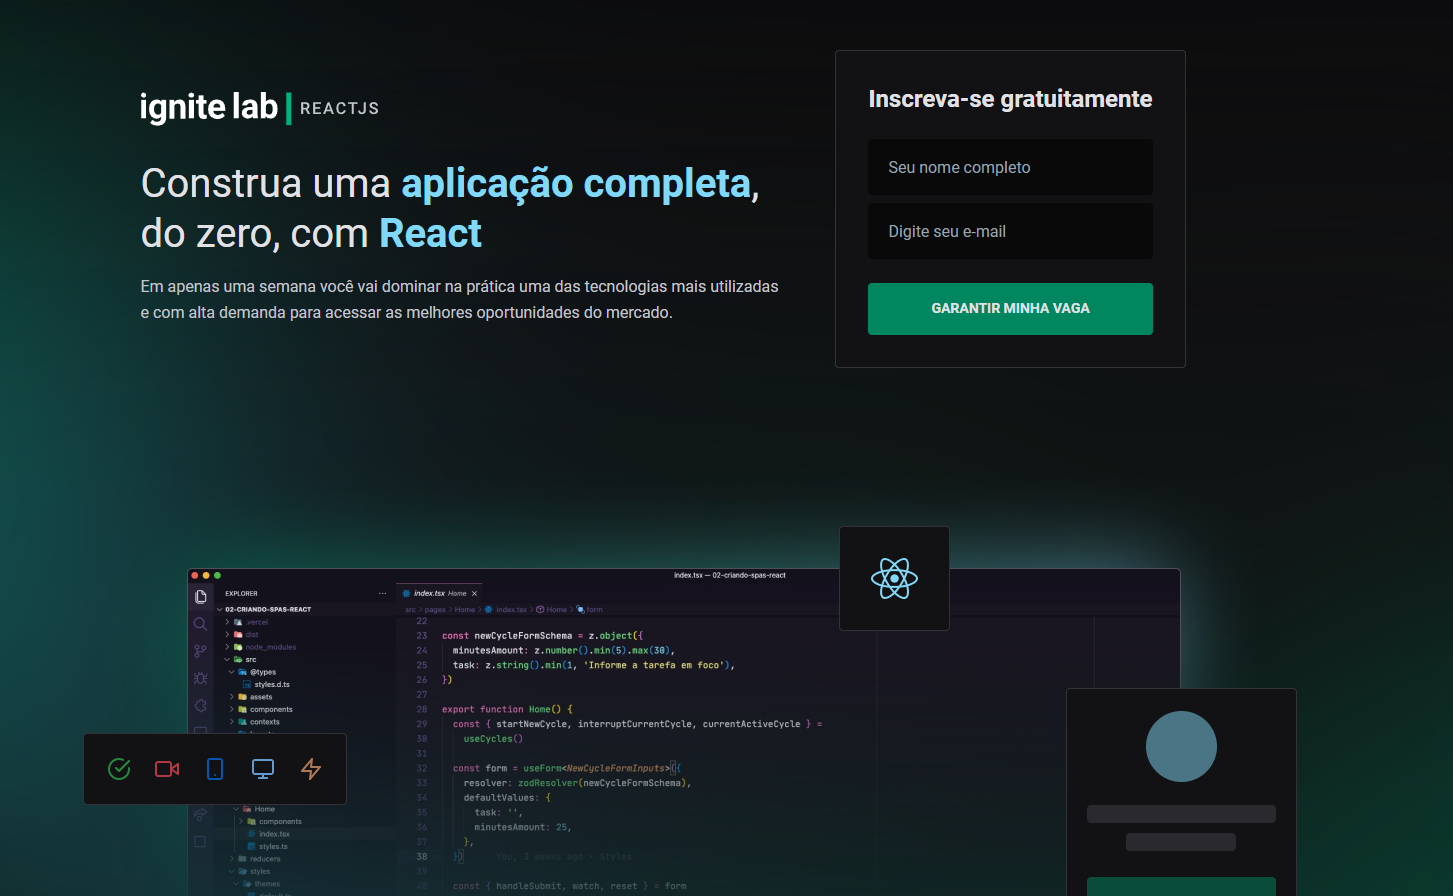 ignite lab | REACTJS
Construa uma aplicação completa,
do zero, com React
Em apenas uma semana você vai dominar na prática uma das tecnologias mais utilizadas
e com alta demanda para acessar as melhores oportunidades do mercado.
Inscreva-se gratuitamente
Seu nome completo
Digite seu e-mail
GARANTIR MINHA VAGA
index.tsx — 02-criando-spas-react
EXPLORER ···
02-CRIANDO-SPAS-REACT
.vercel
dist
node_modules
src
@types
styles.d.ts
assets
components
contexts
Home
components
index.tsx
styles.ts
reducers
styles
themes
default.ts
index.tsx Home ×
src > pages > Home > index.tsx > Home > form
22
23 const newCycleFormSchema = z.object({
24 minutesAmount: z.number().min(5).max(30),
25 task: z.string().min(1, 'Informe a tarefa em foco'),
26 })
27
28 export function Home() {
29 const { startNewCycle, interruptCurrentCycle, currentActiveCycle } =
30 useCycles()
31
32 const form = useForm<NewCycleFormInputs>({
33 resolver: zodResolver(newCycleFormSchema),
34 defaultValues: {
35 task: '',
36 minutesAmount: 25,
37 },
38 }) You, 3 weeks ago • Styles
39
40 const { handleSubmit, watch, reset } = form